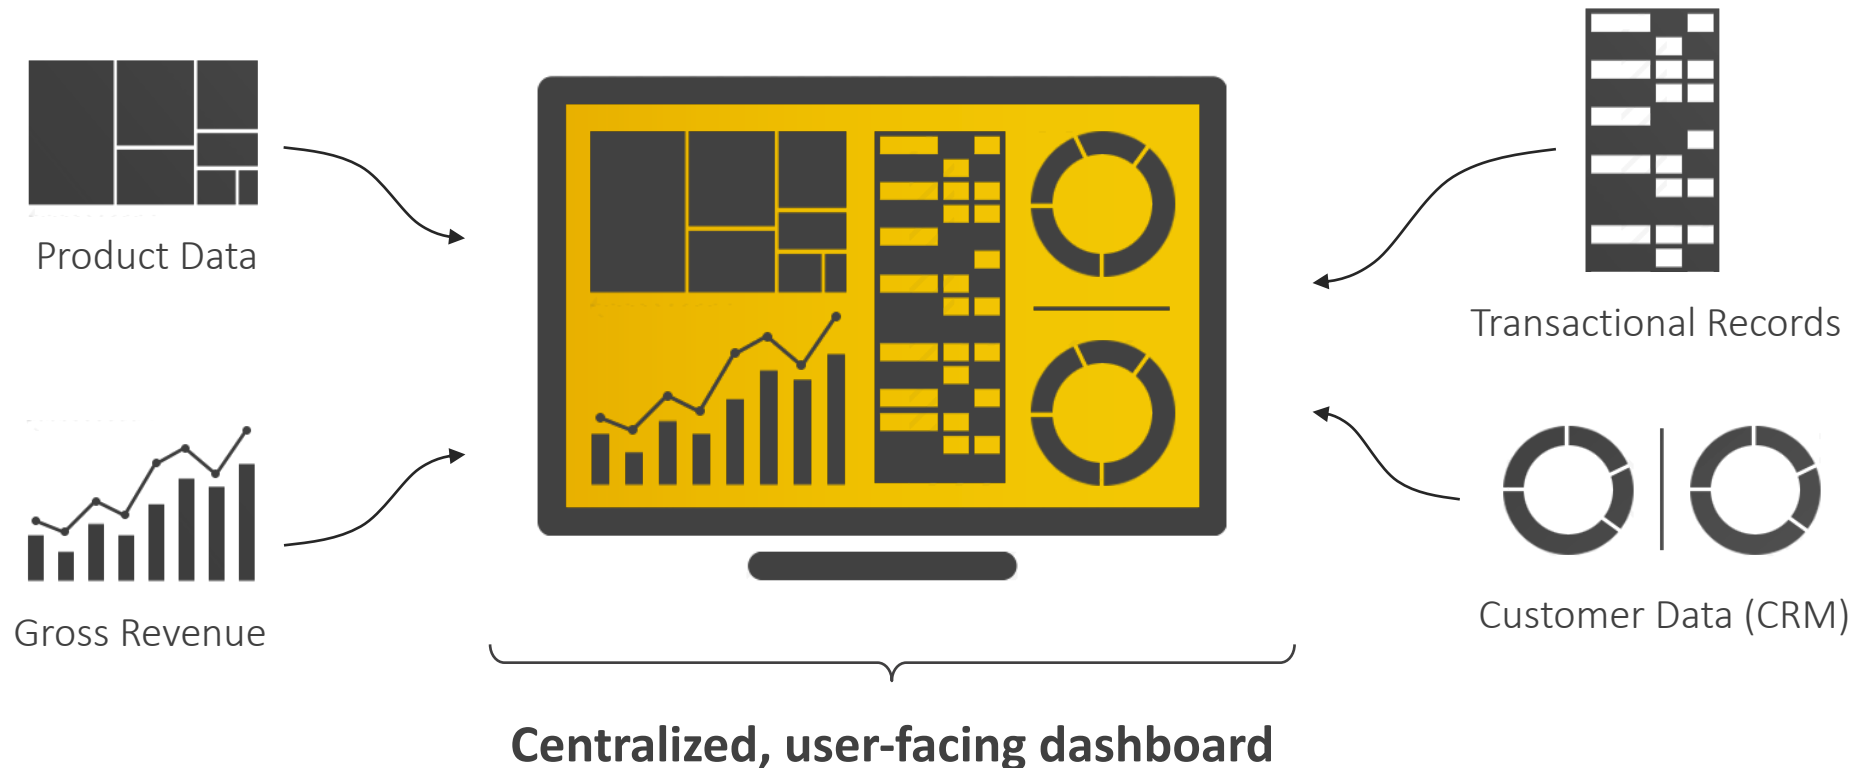 Product Data
Gross Revenue
Transactional Records
Customer Data (CRM)
Centralized, user-facing dashboard